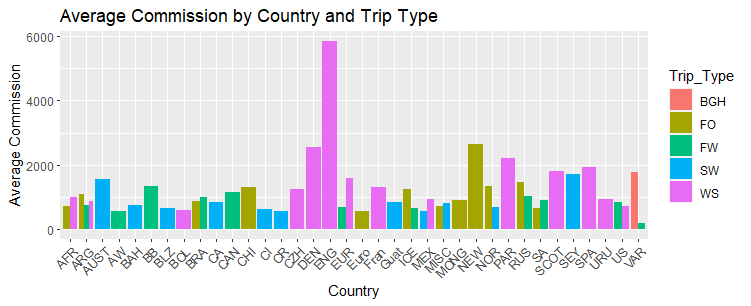 Average Commission by Country and Trip Type
Average Commission
6000
4000
2000
0
AFR ARG AUST AW BAH BB BLZ BOL BRA CA CAN CHI CI CR CZH DEN ENG EUR Euro Fran Guat ICE MEX MISC MONG NEW NOR PAR RUS SA SCOT SEY SPA URU US VAR
Country
Trip_Type
BGH
FO
FW
SW
WS